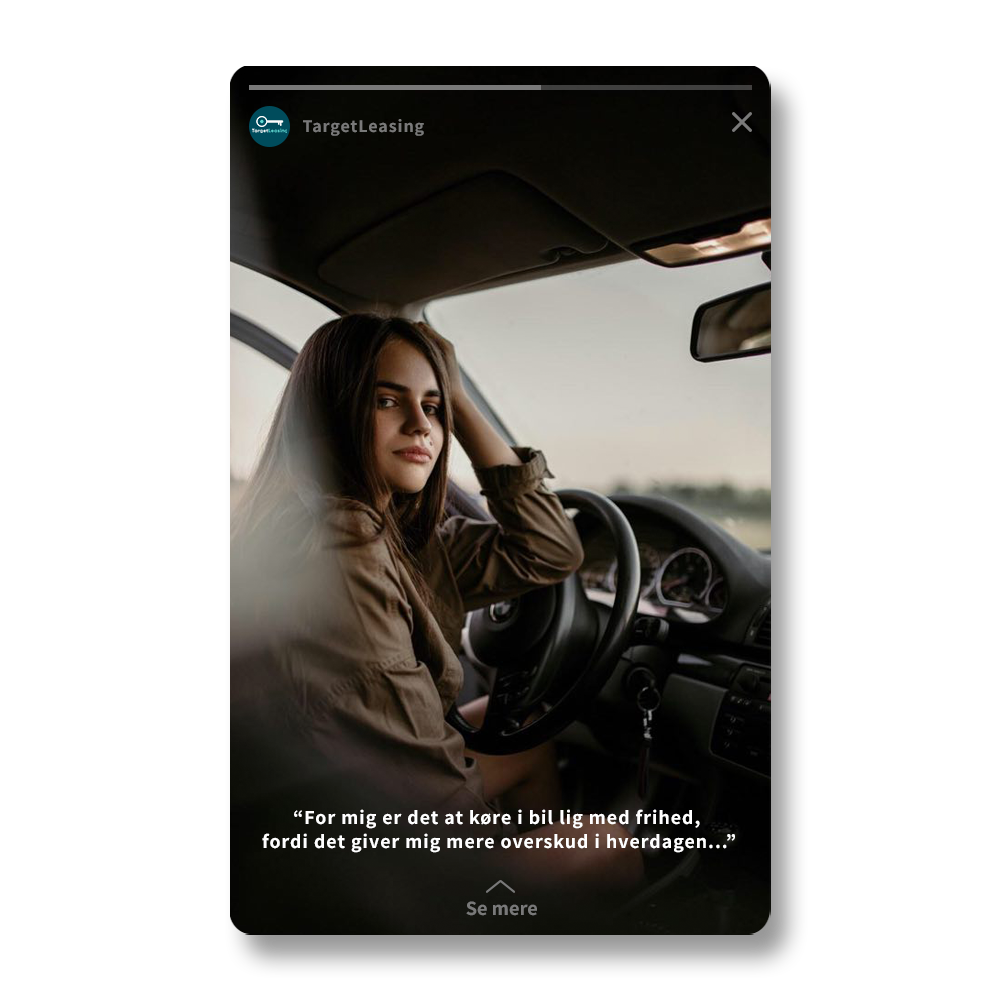 TargetLeasing
TargetLeasing
“For mig er det at køre i bil lig med frihed,
fordi det giver mig mere overskud i hverdagen...”
Se mere